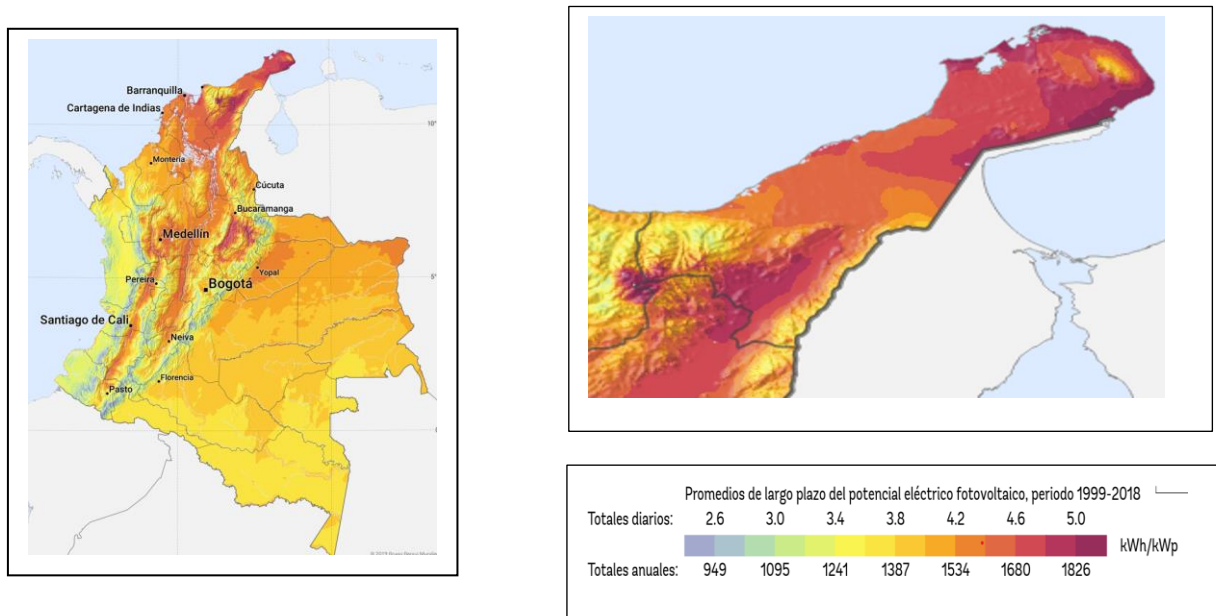 Barranquilla
Cartagena de Indias
10°
Montería
Cúcuta
Bucaramanga
Medellín
Yopal
5°
Pereira
Bogotá
Santiago de Cali
Neiva
Florencia
Pasto
Promedios de largo plazo del potencial eléctrico fotovoltaico, periodo 1999-2018
Totales diarios: 2.6 3.0 3.4 3.8 4.2 4.6 5.0
kWh/kWp
Totales anuales: 949 1095 1241 1387 1534 1680 1826